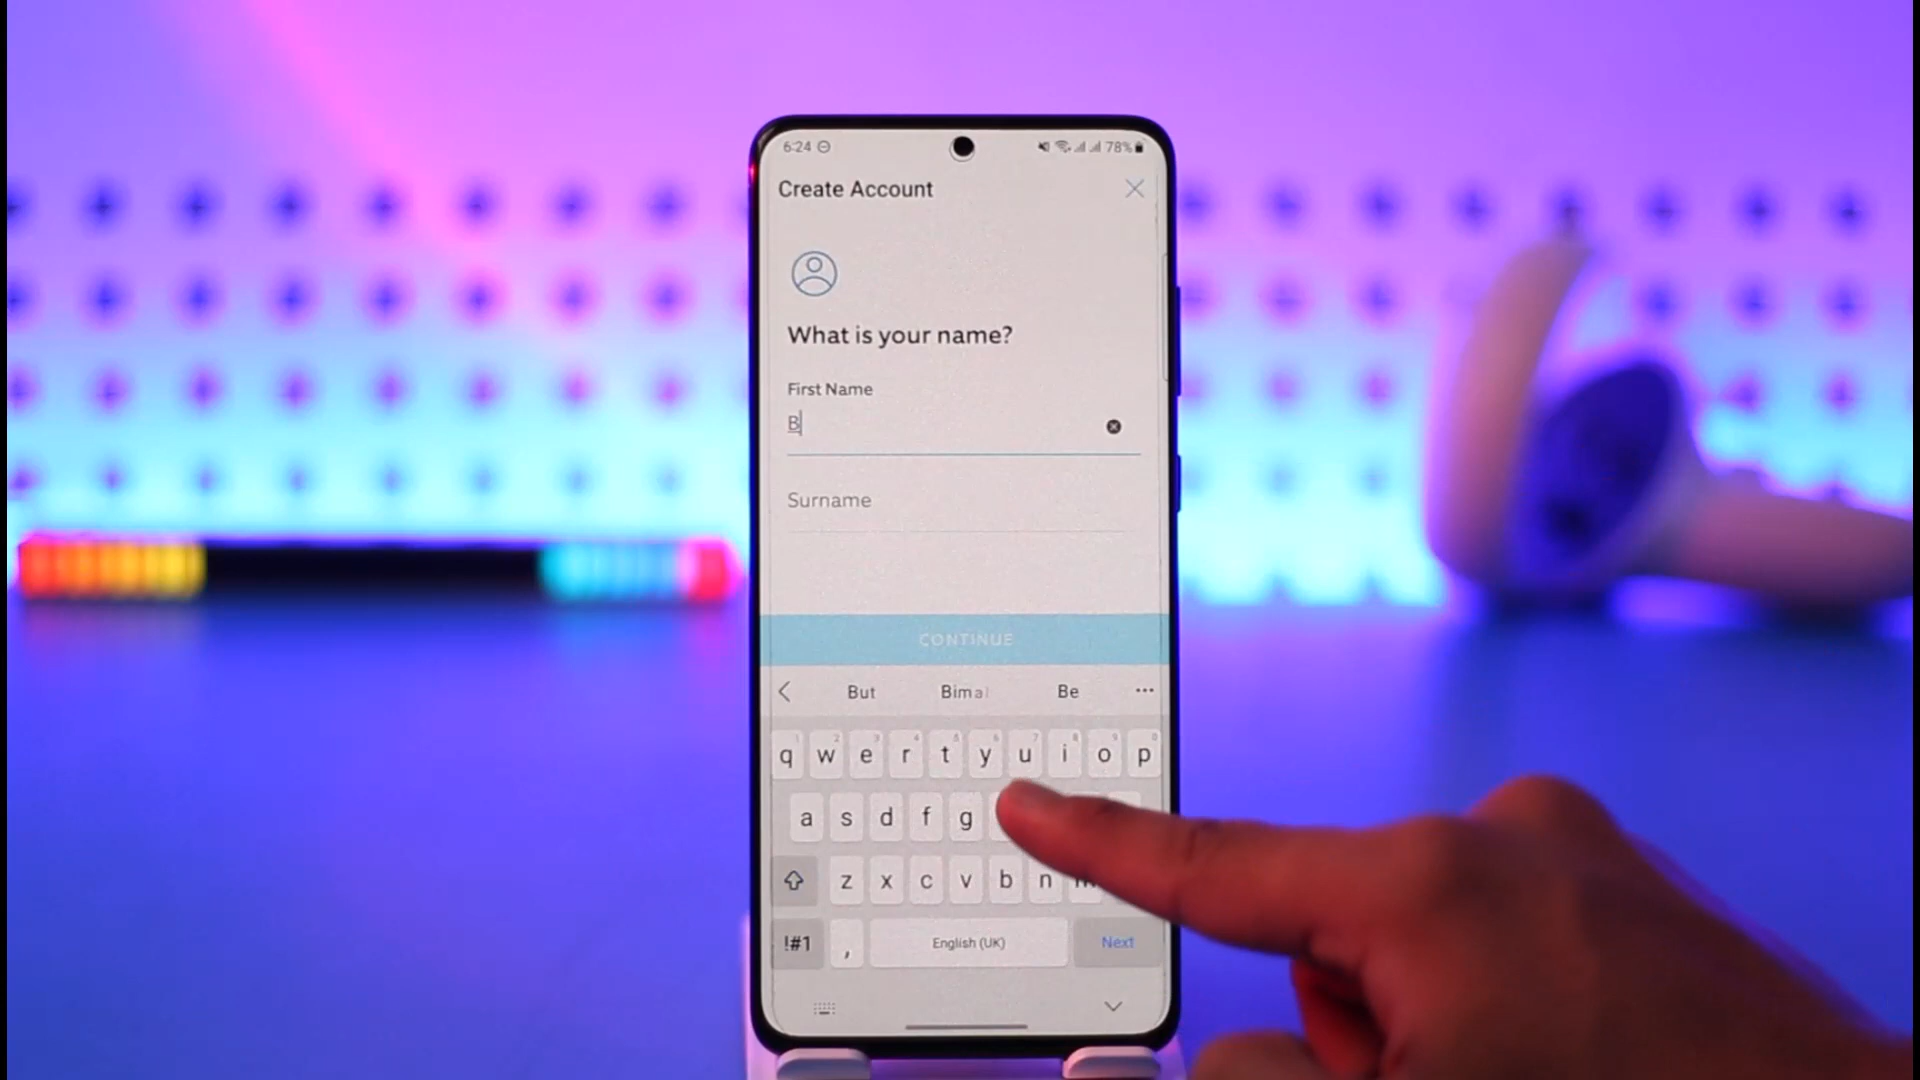 6:24 78%
Create Account
What is your name?
First Name
B
Surname
CONTINUE
But Bimal Be ...
q w e r t y u i o p
a s d f g
z x c v b n m
!#1 , English (UK) Next